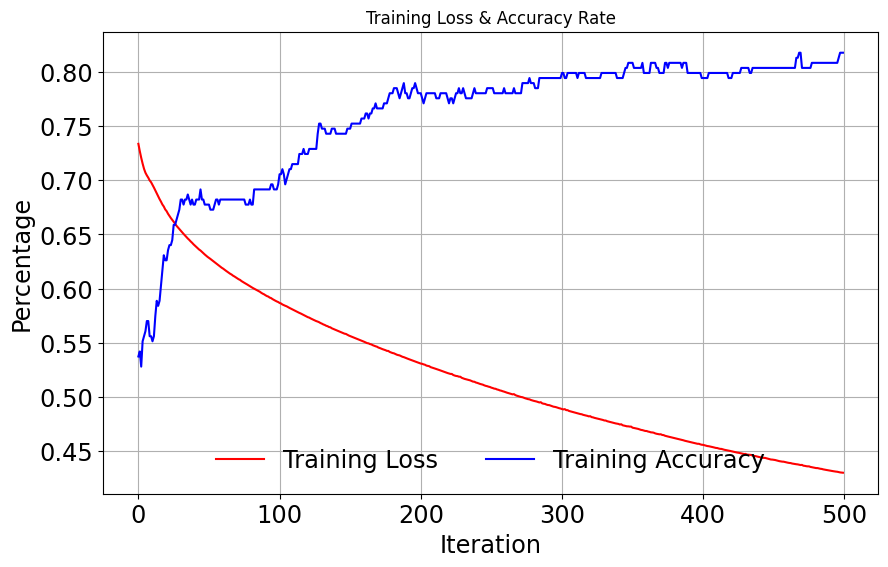 Training Loss & Accuracy Rate
Percentage
0.80
0.75
0.70
0.65
0.60
0.55
0.50
0.45
Training Loss Training Accuracy
0 100 200 300 400 500
Iteration